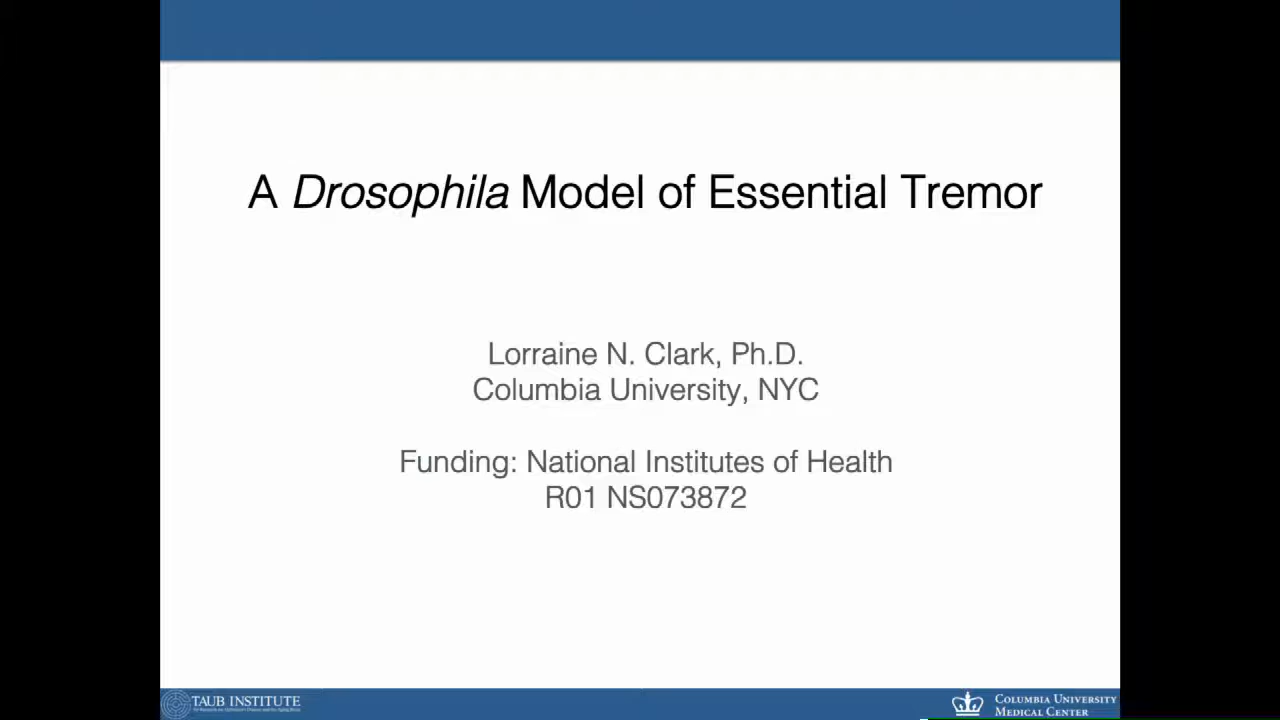 A Drosophila Model of Essential Tremor
Lorraine N. Clark, Ph.D.
Columbia University, NYC
Funding: National Institutes of Health
R01 NS073872
TAUB INSTITUTE
COLUMBIA UNIVERSITY
MEDICAL CENTER